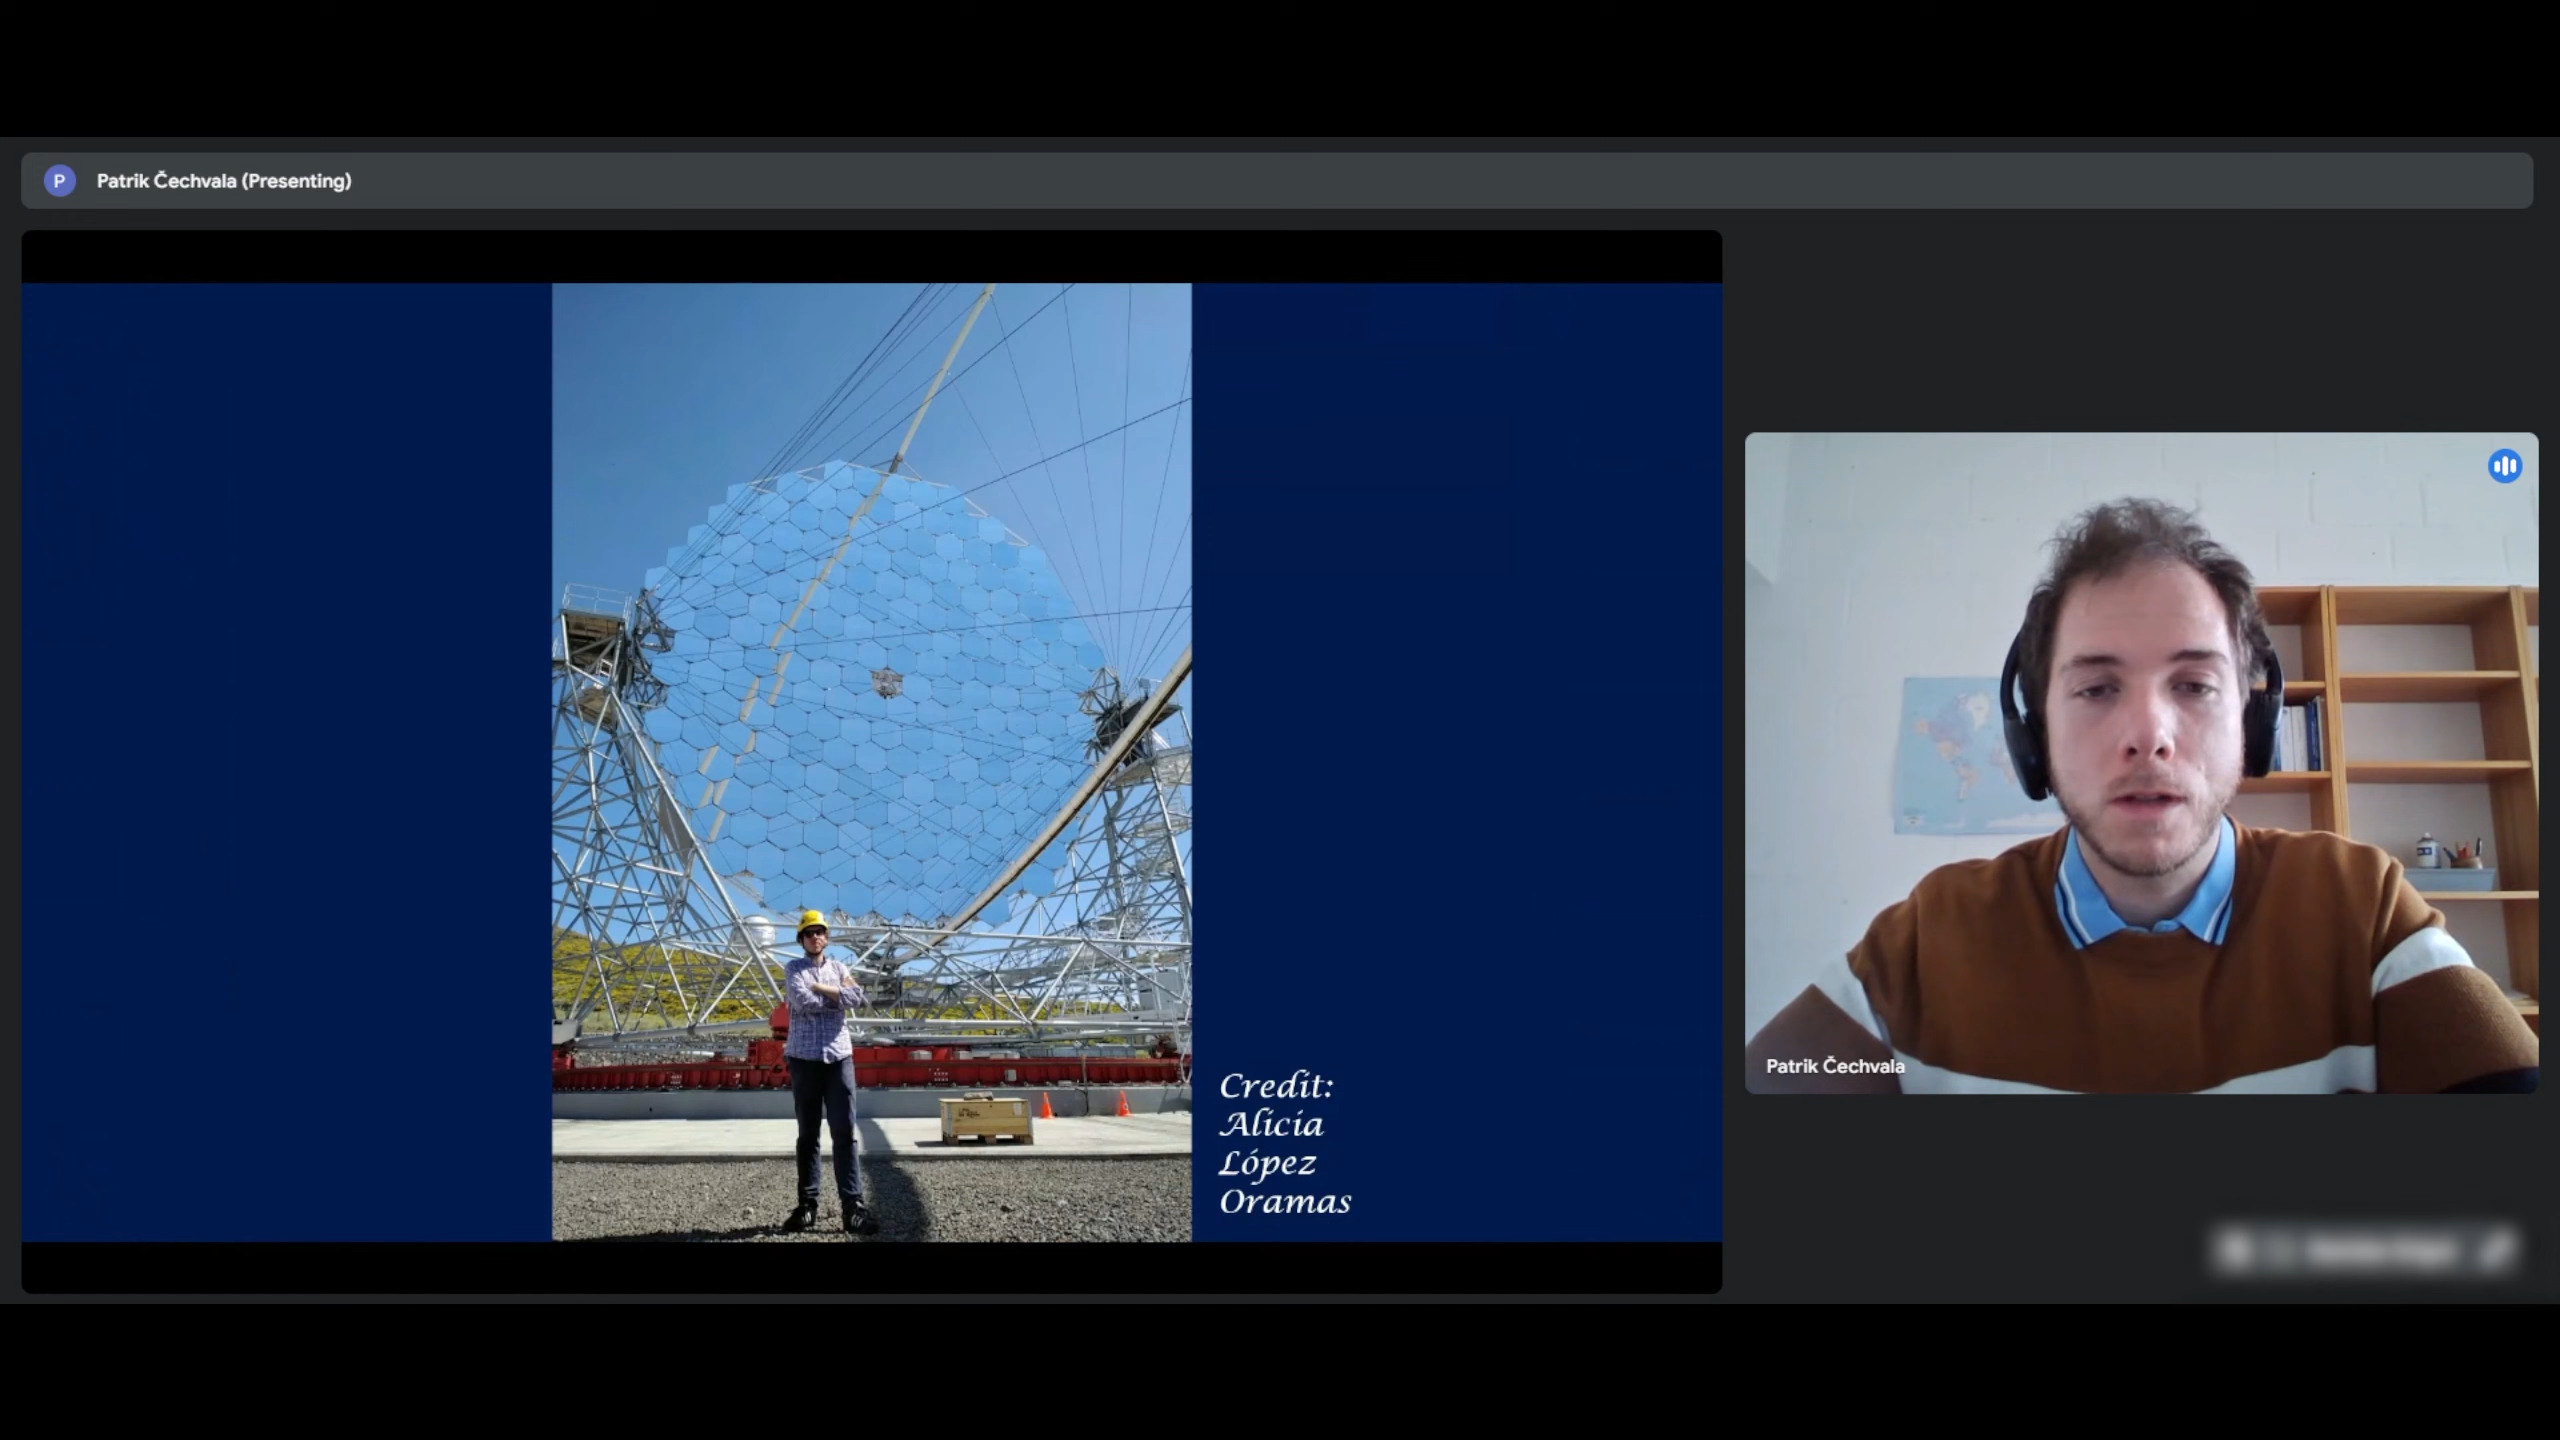 P
Patrik Čechvala (Presenting)
Credit:
Alicia
López
Oramas
Patrik Čechvala